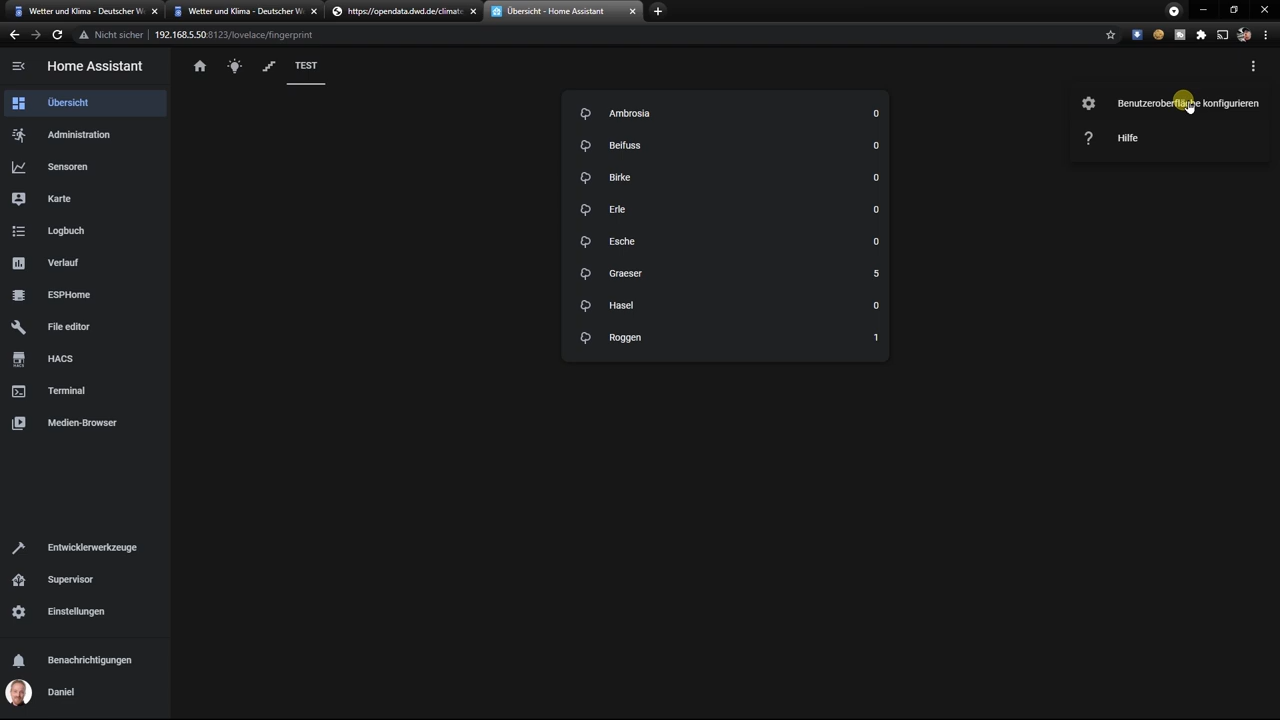 Wetter und Klima - Deutscher W
Wetter und Klima - Deutscher W
https://opendata.dwd.de/climate
Übersicht - Home Assistant
Nicht sicher
192.168.5.50:8123/lovelace/fingerprint
Home Assistant
TEST
Übersicht
Administration
Sensoren
Karte
Logbuch
Verlauf
ESPHome
File editor
HACS
HACS
Terminal
Medien-Browser
Entwicklerwerkzeuge
Supervisor
Einstellungen
Benachrichtigungen
Daniel
Ambrosia 0
Beifuss 0
Birke 0
Erle 0
Esche 0
Graeser 5
Hasel 0
Roggen 1
Benutzeroberfläche konfigurieren
? Hilfe